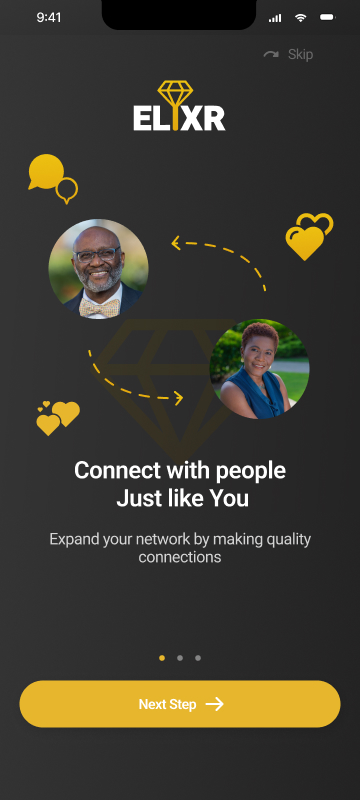 9:41
Skip
ELIXR
Connect with people
Just like You
Expand your network by making quality
connections
Next Step